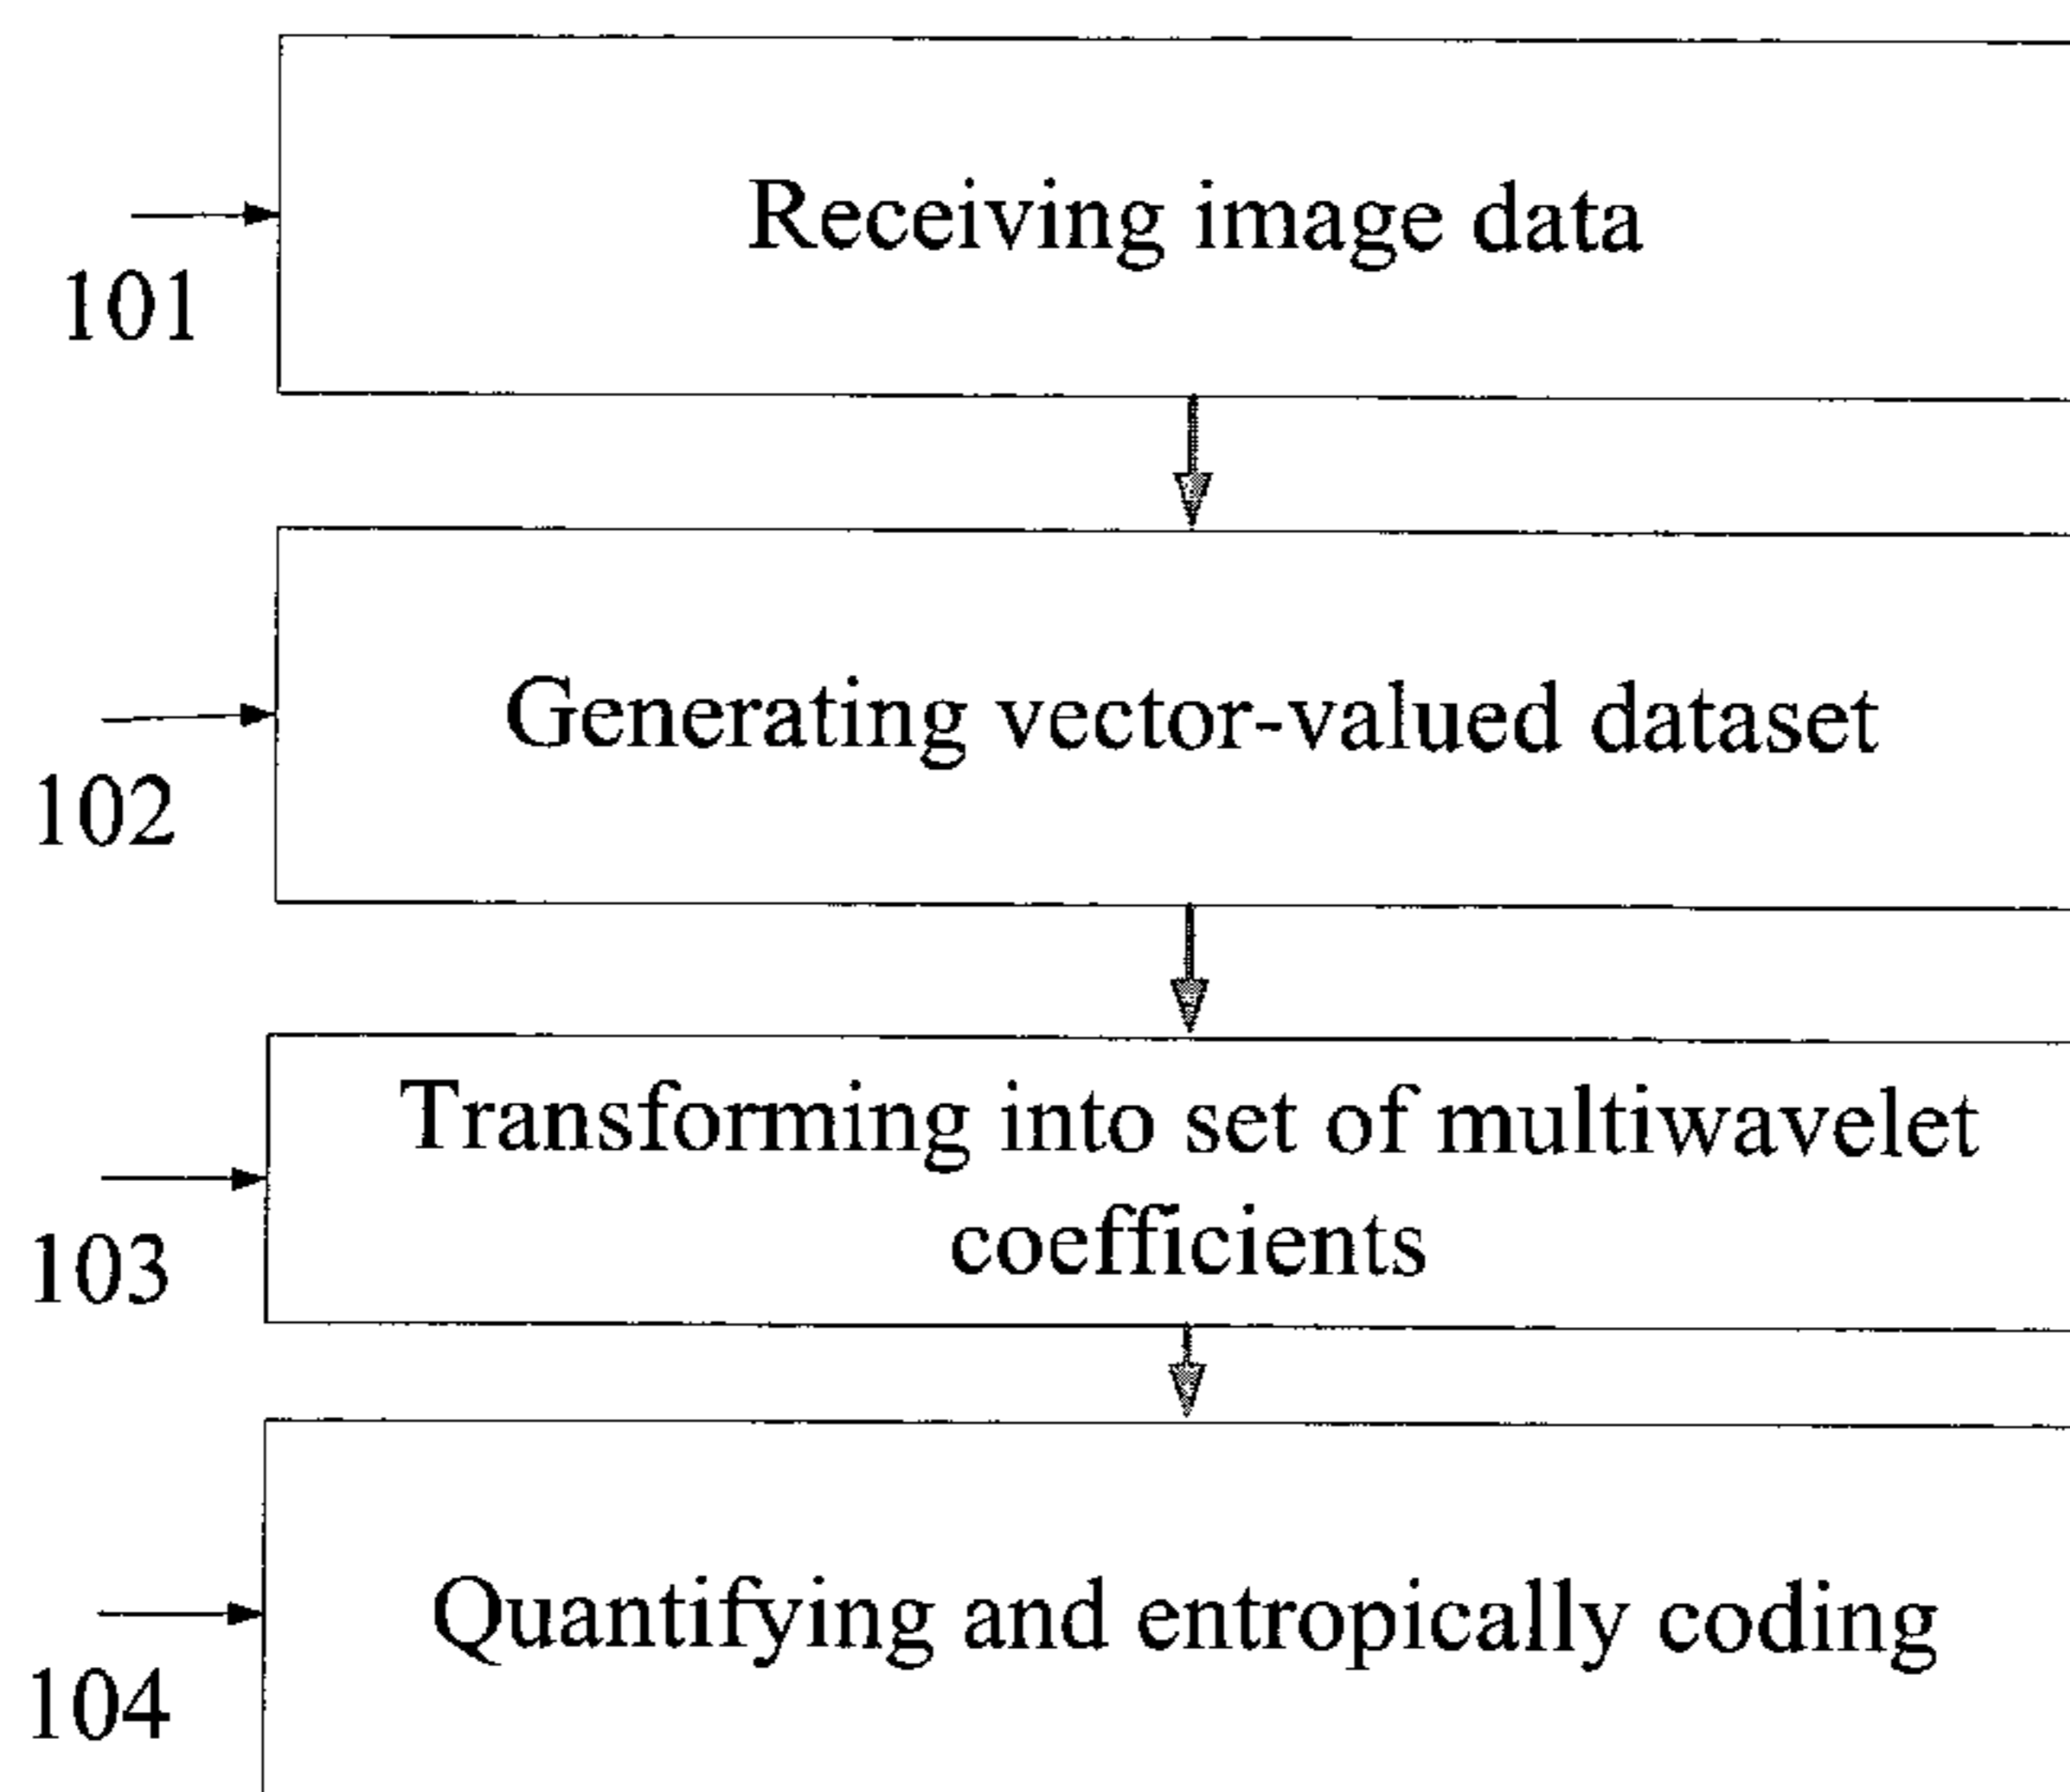 Receiving image data
101
Generating vector-valued dataset
102
Transforming into set of multiwavelet
coefficients
103
Quantifying and entropically coding
104